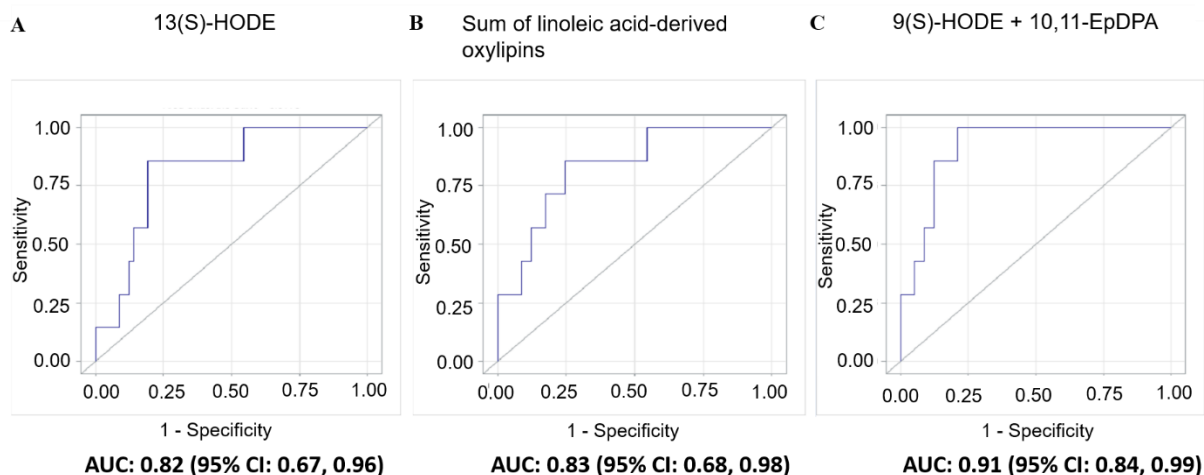 A
13(S)-HODE
Sensitivity
1.00
0.75
0.50
0.25
0.00
0.00 0.25 0.50 0.75 1.00
1 - Specificity
AUC: 0.82 (95% CI: 0.67, 0.96)
B
Sum of linoleic acid-derived
oxylipins
Sensitivity
1.00
0.75
0.50
0.25
0.00
0.00 0.25 0.50 0.75 1.00
1 - Specificity
AUC: 0.83 (95% CI: 0.68, 0.98)
C
9(S)-HODE + 10,11-EpDPA
Sensitivity
1.00
0.75
0.50
0.25
0.00
0.00 0.25 0.50 0.75 1.00
1 - Specificity
AUC: 0.91 (95% CI: 0.84, 0.99)